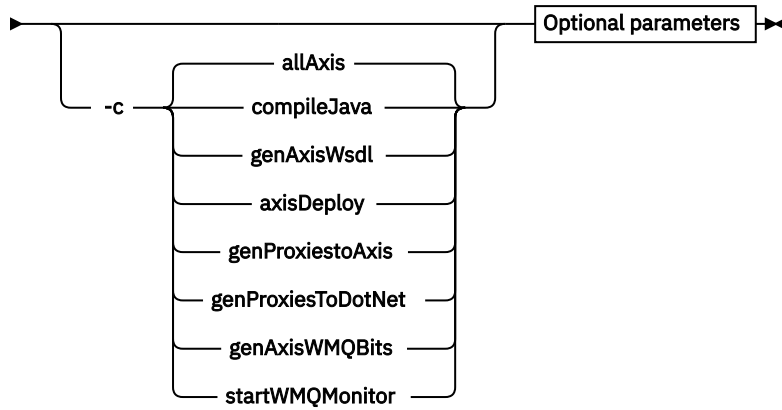 Optional parameters
-c
allAxis
compileJava
genAxisWsdl
axisDeploy
genProxiestoAxis
genProxiesToDotNet
genAxisWMQBits
startWMQMonitor